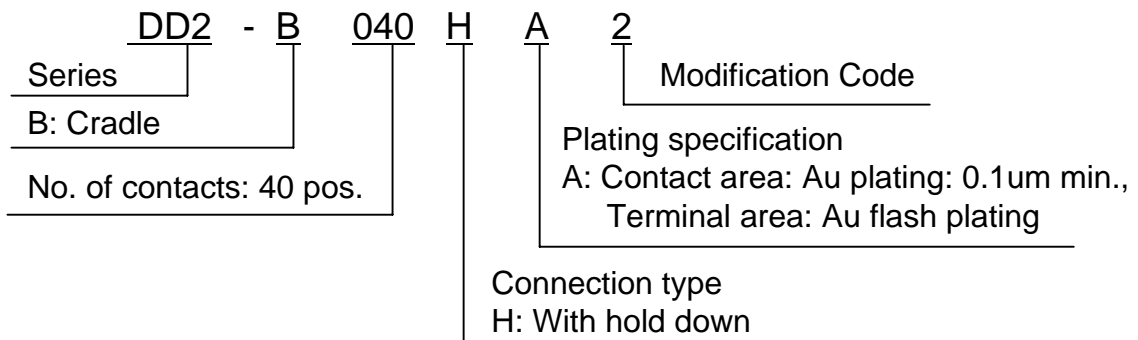 DD2 - B 040 H A 2
Series
Modification Code
B: Cradle
Plating specification
A: Contact area: Au plating: 0.1um min.,
Terminal area: Au flash plating
No. of contacts: 40 pos.
Connection type
H: With hold down